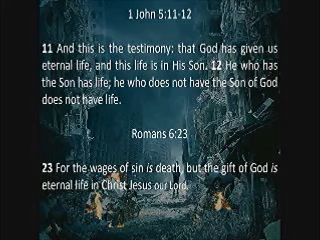 1 John 5:11-12
11 And this is the testimony: that God has given us
eternal life, and this life is in His Son. 12 He who has
the Son has life; he who does not have the Son of God
does not have life.
Romans 6:23
23 For the wages of sin is death, but the gift of God is
eternal life in Christ Jesus our Lord.